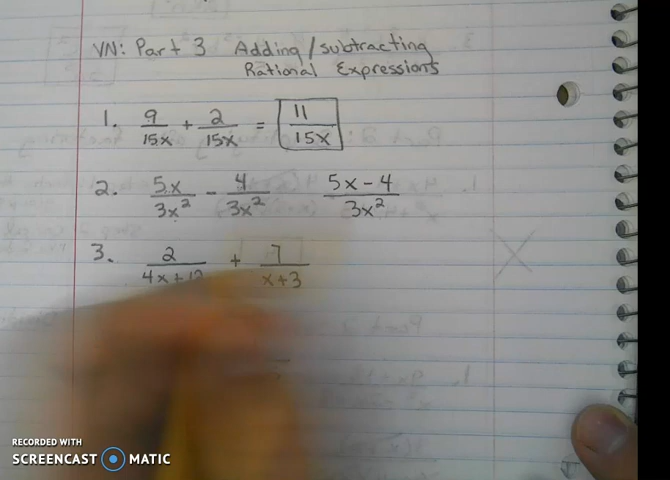 VN: Part 3 Adding/subtracting
Rational Expressions
1. 9/15x + 2/15x = 11/15x
2. 5x/3x² - 4/3x² 5x-4/3x²
3. 2/4x+12 + 7/x+3
RECORDED WITH
SCREENCAST MATIC